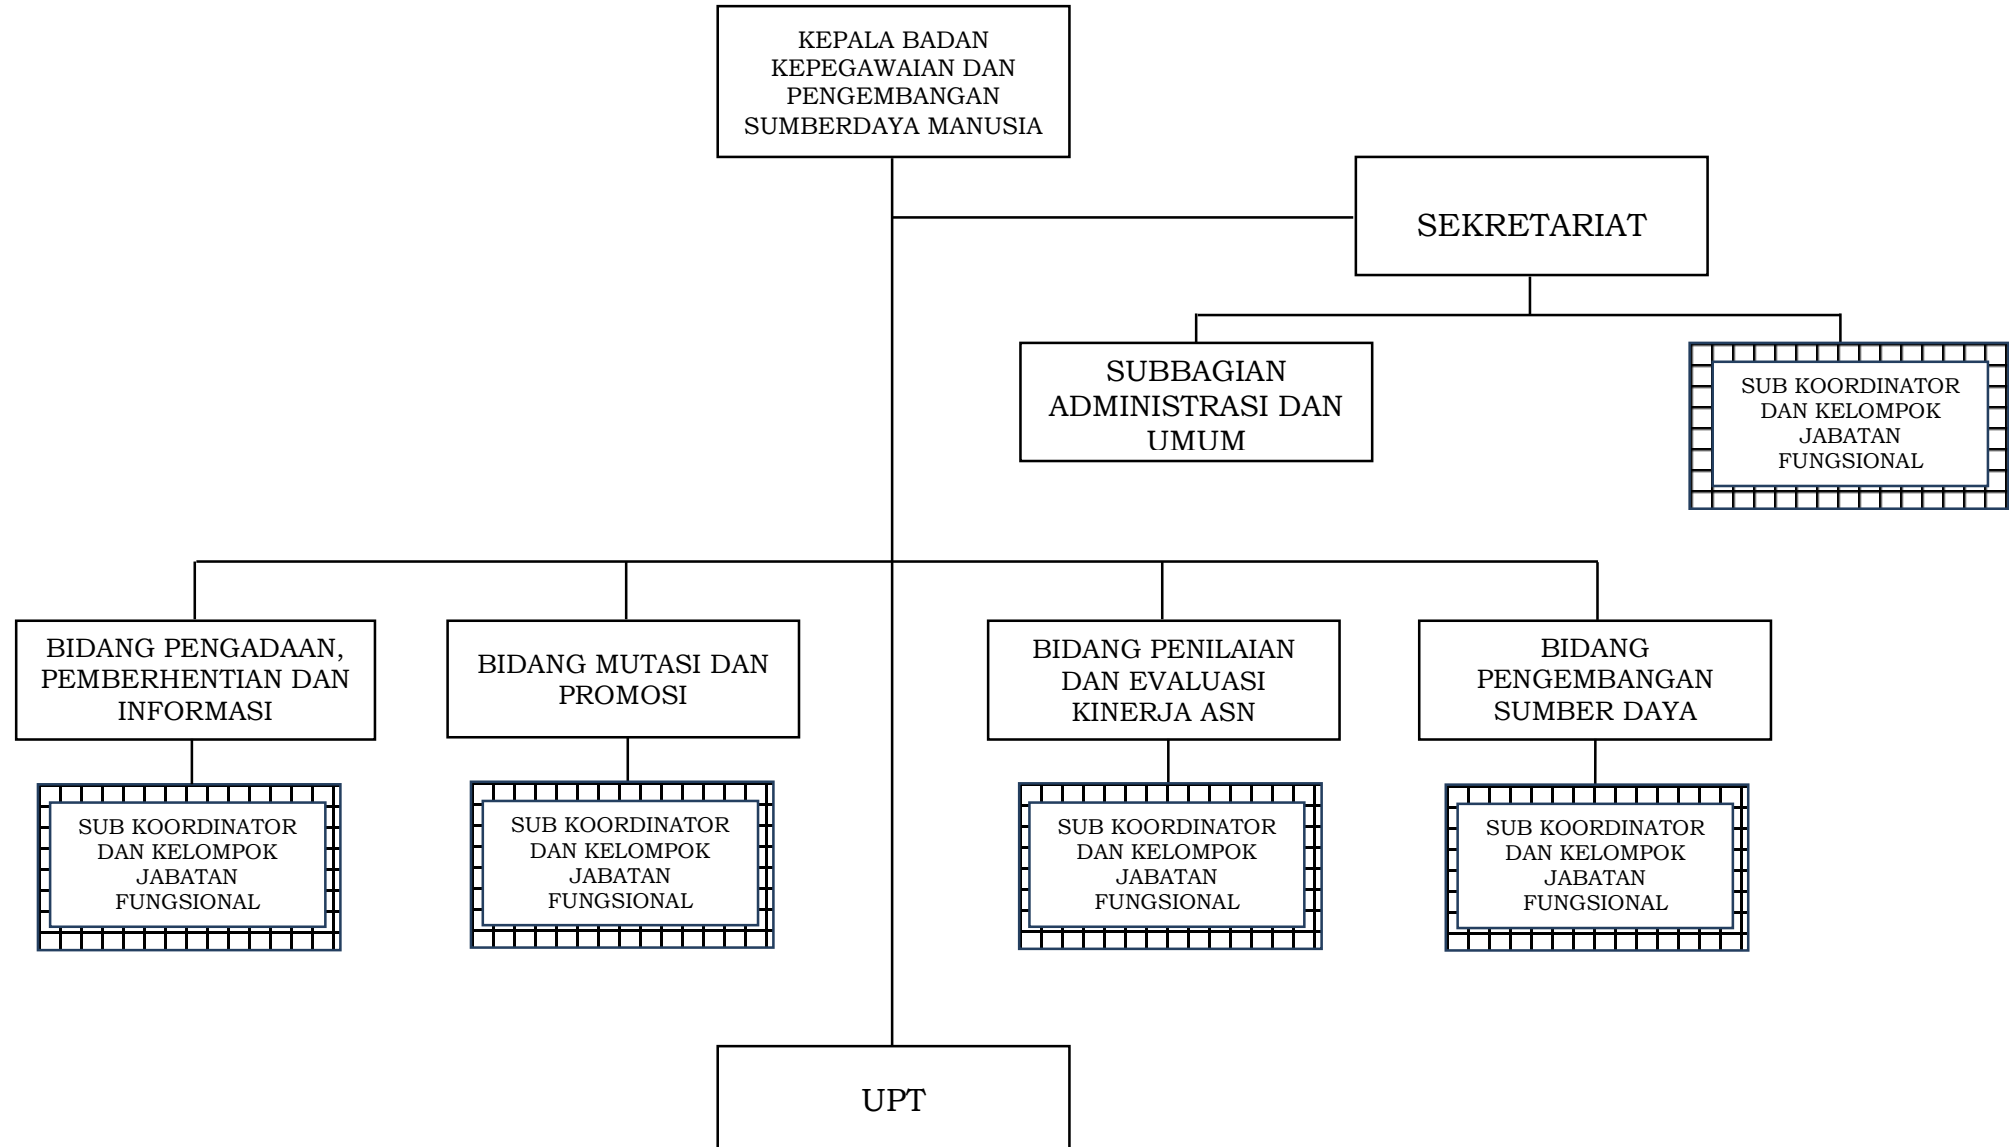 KEPALA BADAN
KEPEGAWAIAN DAN
PENGEMBANGAN
SUMBERDAYA MANUSIA
SEKRETARIAT
SUBBAGIAN
ADMINISTRASI DAN
UMUM
SUB KOORDINATOR
DAN KELOMPOK
JABATAN
FUNGSIONAL
BIDANG PENGADAAN,
PEMBERHENTIAN DAN
INFORMASI
BIDANG MUTASI DAN
PROMOSI
BIDANG PENILAIAN
DAN EVALUASI
KINERJA ASN
BIDANG
PENGEMBANGAN
SUMBER DAYA
SUB KOORDINATOR
DAN KELOMPOK
JABATAN
FUNGSIONAL
SUB KOORDINATOR
DAN KELOMPOK
JABATAN
FUNGSIONAL
SUB KOORDINATOR
DAN KELOMPOK
JABATAN
FUNGSIONAL
SUB KOORDINATOR
DAN KELOMPOK
JABATAN
FUNGSIONAL
UPT